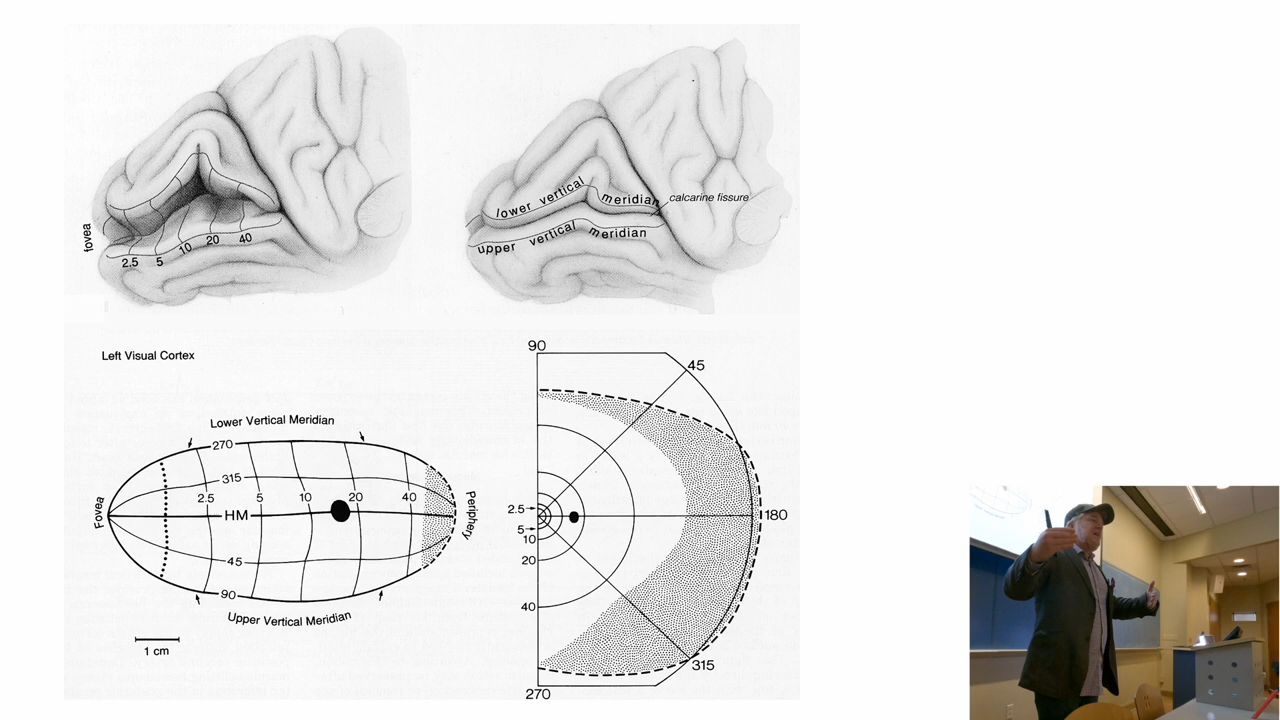 fovea
2.5
5
10
20
40
lower vertical meridian
calcarine fissure
upper vertical meridian
Left Visual Cortex
Lower Vertical Meridian
270
315
2.5
5
10
20
40
Fovea
HM
Periphery
45
90
Upper Vertical Meridian
1 cm
90
45
2.5
5
10
20
40
180
315
270